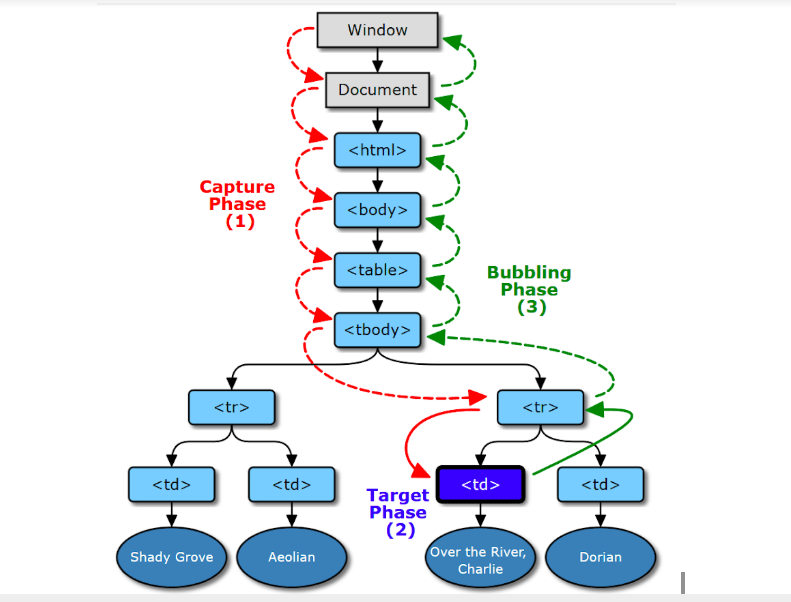 Window
Document
<html>
Capture
Phase
(1)
<body>
<table>
Bubbling
Phase
(3)
<tbody>
<tr>
<tr>
<td>
<td>
<td>
<td>
Target
Phase
(2)
Shady Grove
Aeolian
Over the River,
Charlie
Dorian